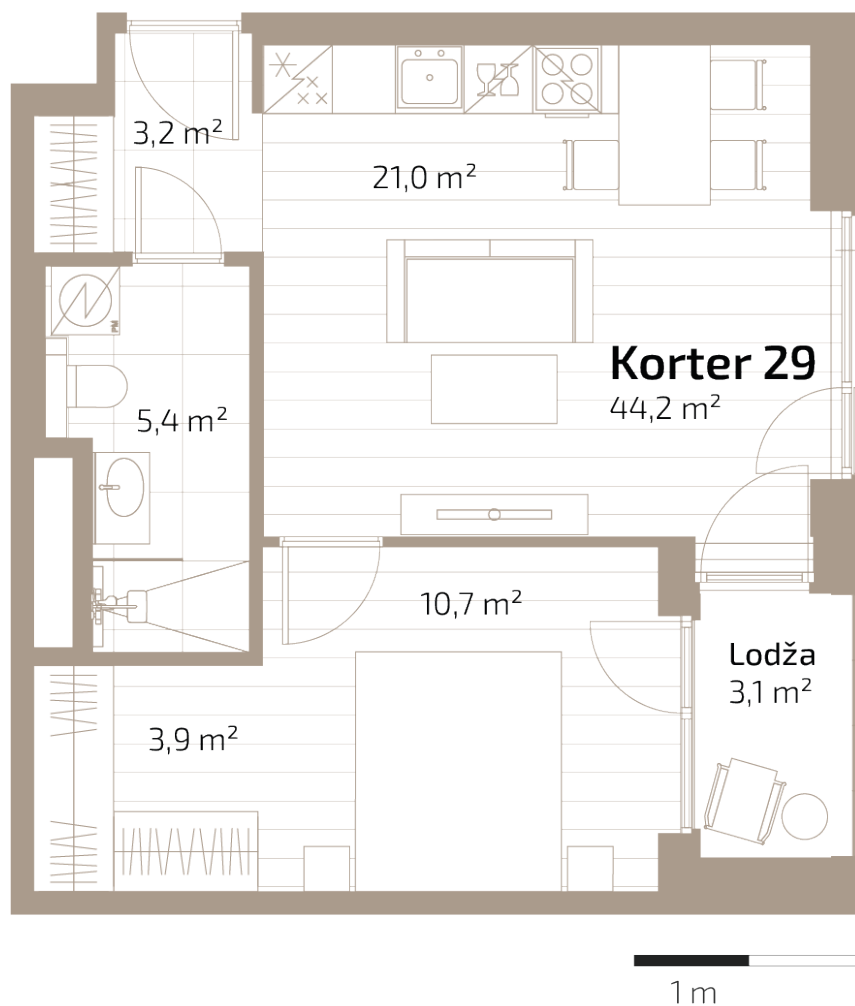 3,2 m²
21,0 m²
Korter 29
44,2 m²
5,4 m²
PM
10,7 m²
Lodža
3,1 m²
3,9 m²
1 m